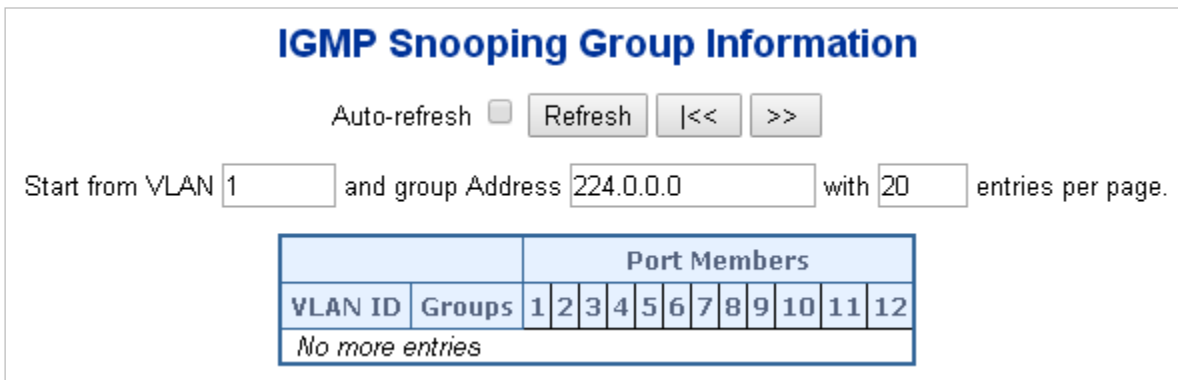 IGMP Snooping Group Information
Auto-refresh Refresh |<< >>
Start from VLAN 1 and group Address 224.0.0.0 with 20 entries per page.
Port Members
VLAN ID Groups 1 2 3 4 5 6 7 8 9 10 11 12
No more entries